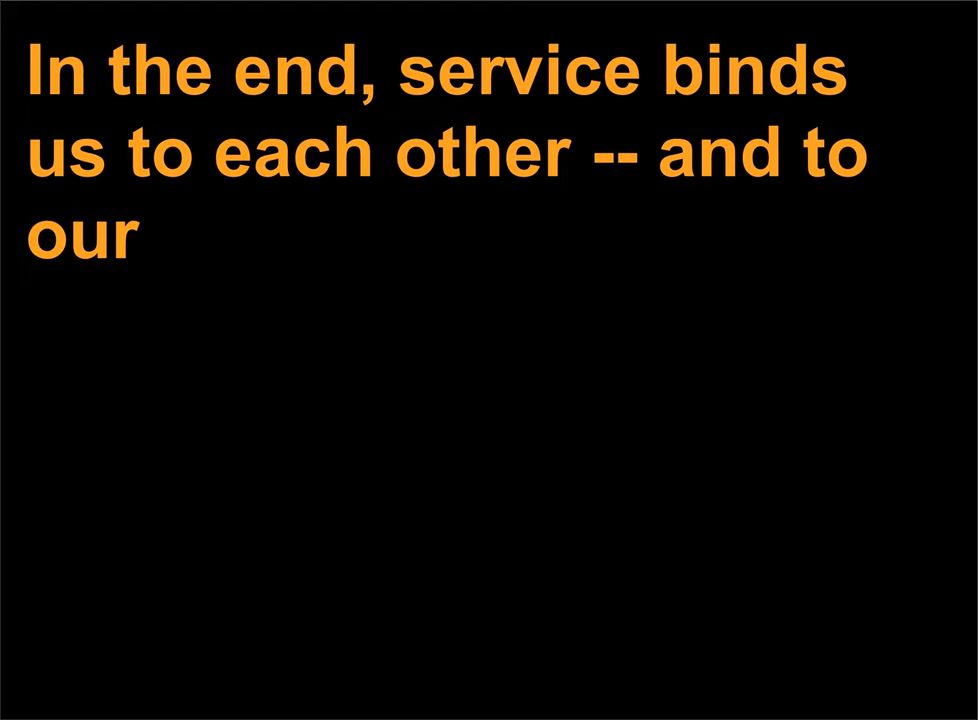 In the end, service binds
us to each other -- and to
our